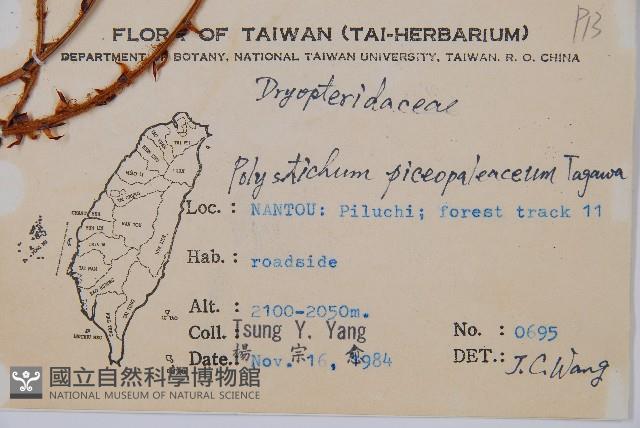 P13
FLORA OF TAIWAN (TAI-HERBARIUM)
DEPARTMENT OF BOTANY, NATIONAL TAIWAN UNIVERSITY, TAIWAN, R. O. CHINA
Dryopteridaceae
Polystichum piceopaleaceum Tagawa
Loc. : NANTOU: Piluchi; forest track 11
Hab. : roadside
Alt. : 2100-2050m.
Coll. : Tsung Y. Yang No. : 0695
楊 宗 愈
Date. : Nov. 16, 1984 DET. : J. C. Wang
國立自然科學博物館
NATIONAL MUSEUM OF NATURAL SCIENCE